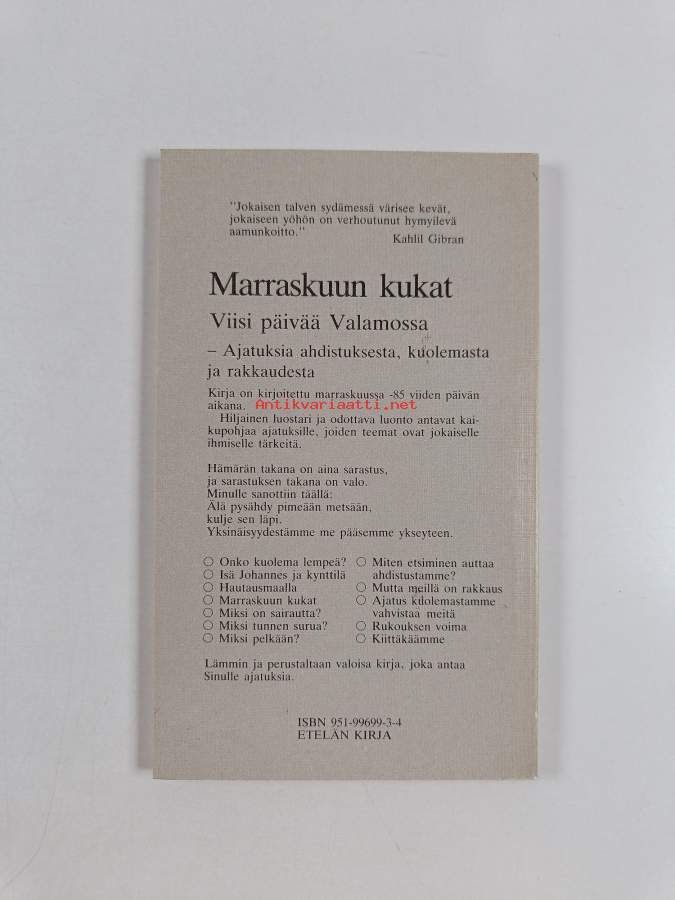 "Jokaisen talven sydämessä värisee kevät,
jokaiseen yöhön on verhoutunut hymyilevä
aamunkoitto."
Kahlil Gibran
Marraskuun kukat
Viisi päivää Valamossa
– Ajatuksia ahdistuksesta, kuolemasta
ja rakkaudesta
Kirja on kirjoitettu marraskuussa -85 viiden päivän
aikana.
Antikvariaatti.net
Hiljainen luostari ja odottava luonto antavat kai-
kupohjaa ajatuksille, joiden teemat ovat jokaiselle
ihmiselle tärkeitä.
Hämärän takana on aina sarastus,
ja sarastuksen takana on valo.
Minulle sanottiin täällä:
Älä pysähdy pimeään metsään,
kulje sen läpi.
Yksinäisyydestämme me pääsemme ykseyteen.
○ Onko kuolema lempeä?
○ Isä Johannes ja kynttilä
○ Hautausmaalla
○ Marraskuun kukat
○ Miksi on sairautta?
○ Miksi tunnen surua?
○ Miksi pelkään?
○ Miten etsiminen auttaa
ahdistustamme?
○ Mutta meillä on rakkaus
○ Ajatus kuolemastamme
vahvistaa meitä
○ Rukouksen voima
○ Kiittäkäämme
Lämmin ja perustaltaan valoisa kirja, joka antaa
Sinulle ajatuksia.
ISBN 951-99699-3-4
ETELÄN KIRJA